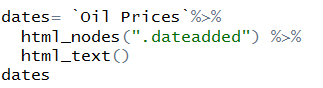 dates= `Oil Prices`%>%
  html_nodes(".dateadded") %>%
  html_text()
dates